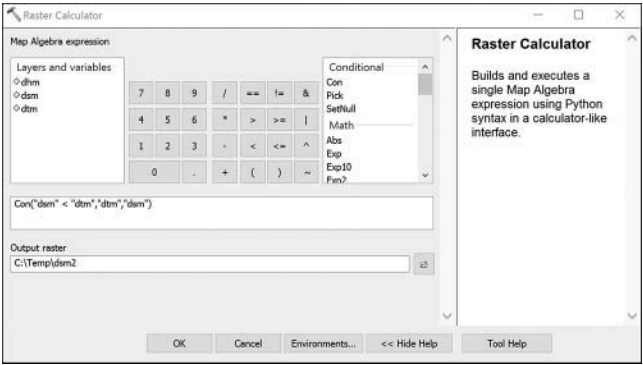 Raster Calculator
Map Algebra expression
Layers and variables
dhm
dsm
dtm
7 8 9 / == != &
4 5 6 * > >= |
1 2 3 - < <= ^
0 . + ( ) ~
Conditional
Con
Pick
SetNull
Math
Abs
Exp
Exp10
Exp2
Con("dsm" < "dtm","dtm","dsm")
Output raster
C:\Temp\dsm2
OK Cancel Environments... << Hide Help Tool Help
Raster Calculator
Builds and executes a
single Map Algebra
expression using Python
syntax in a calculator-like
interface.